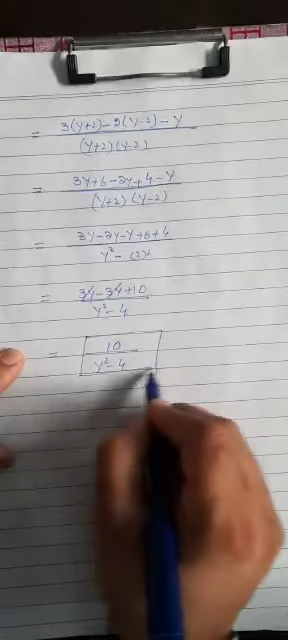 = 3(y+2)-2(y-2)-y / (y+2)(y-2)
= 3y+6-2y+4-y / (y+2)(y-2)
= 3y-2y-y+6+4 / y²-(2)²
= 3y-3y+10 / y²-4
= 10 / y²-4